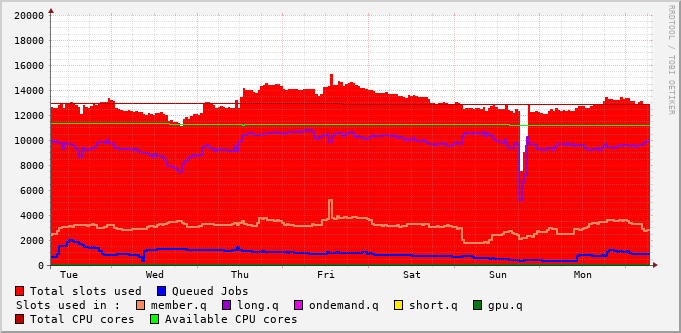 20000
18000
16000
14000
12000
10000
8000
6000
4000
2000
0
Tue Wed Thu Fri Sat Sun Mon
RRDTOOL / TOBI OETIKER
Total slots used Queued Jobs
Slots used in : member.q long.q ondemand.q short.q gpu.q
Total CPU cores Available CPU cores